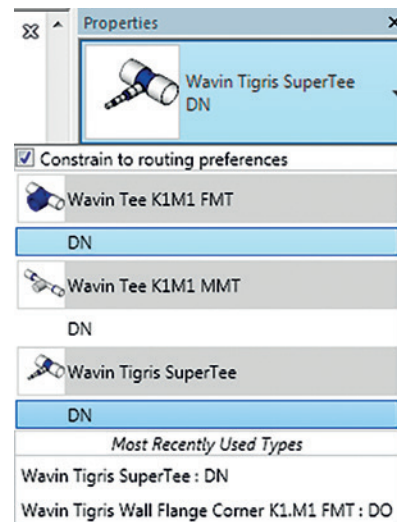 Properties
Wavin Tigris SuperTee
DN
Constrain to routing preferences
Wavin Tee K1M1 FMT
DN
Wavin Tee K1M1 MMT
DN
Wavin Tigris SuperTee
DN
Most Recently Used Types
Wavin Tigris SuperTee : DN
Wavin Tigris Wall Flange Corner K1.M1 FMT : DO